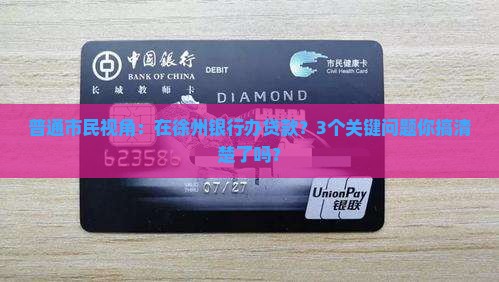 中国银行
BANK OF CHINA
DEBIT
市民健康卡
Civil Health Card
长城教师卡
DIAMOND
普通市民视角：在徐州银行办贷款？3个关键问题你搞清
楚了吗？
07/27
UnionPay
银联